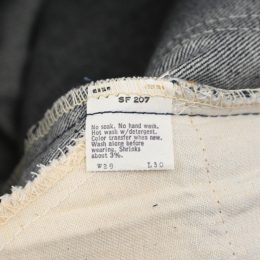 SF 207
No soak. No hand wash.
Hot wash w/detergent.
Color transfer when new.
Wash alone before
wearing. Shrinks
about 3%.
L30